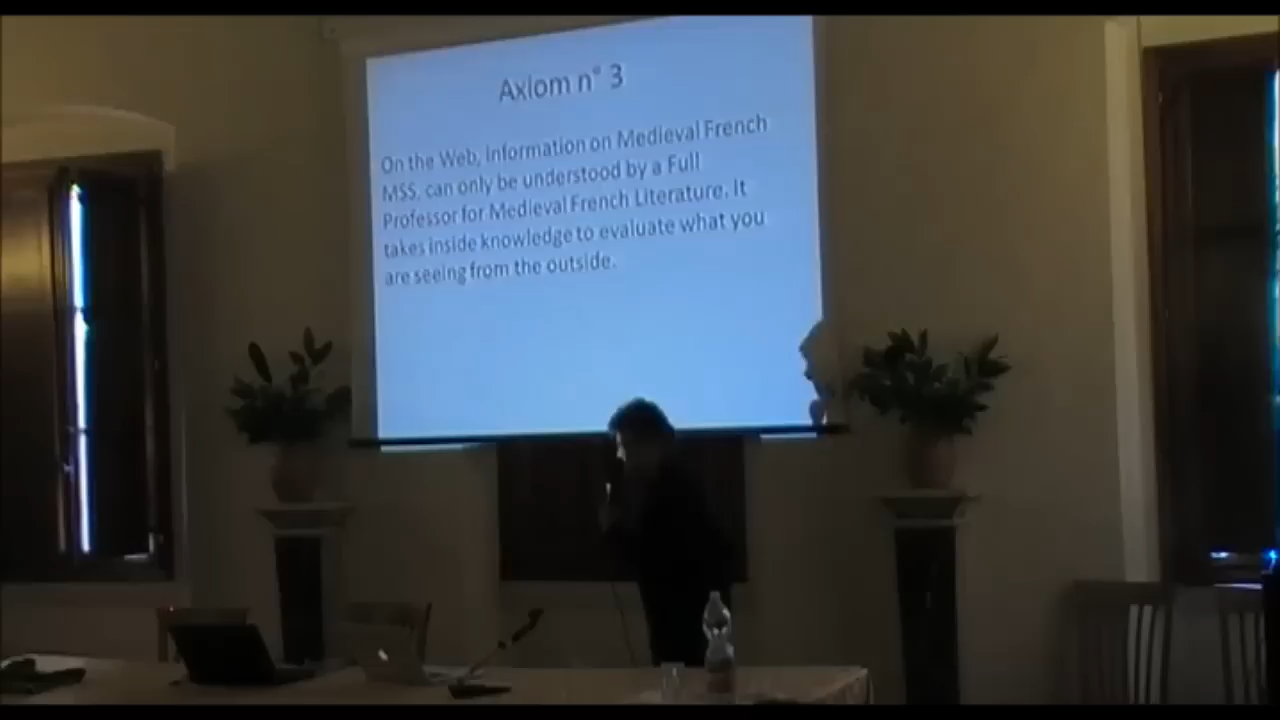 Axiom n° 3
On the Web, information on Medieval French
MSS. can only be understood by a Full
Professor for Medieval French Literature. It
takes inside knowledge to evaluate what you
are seeing from the outside.